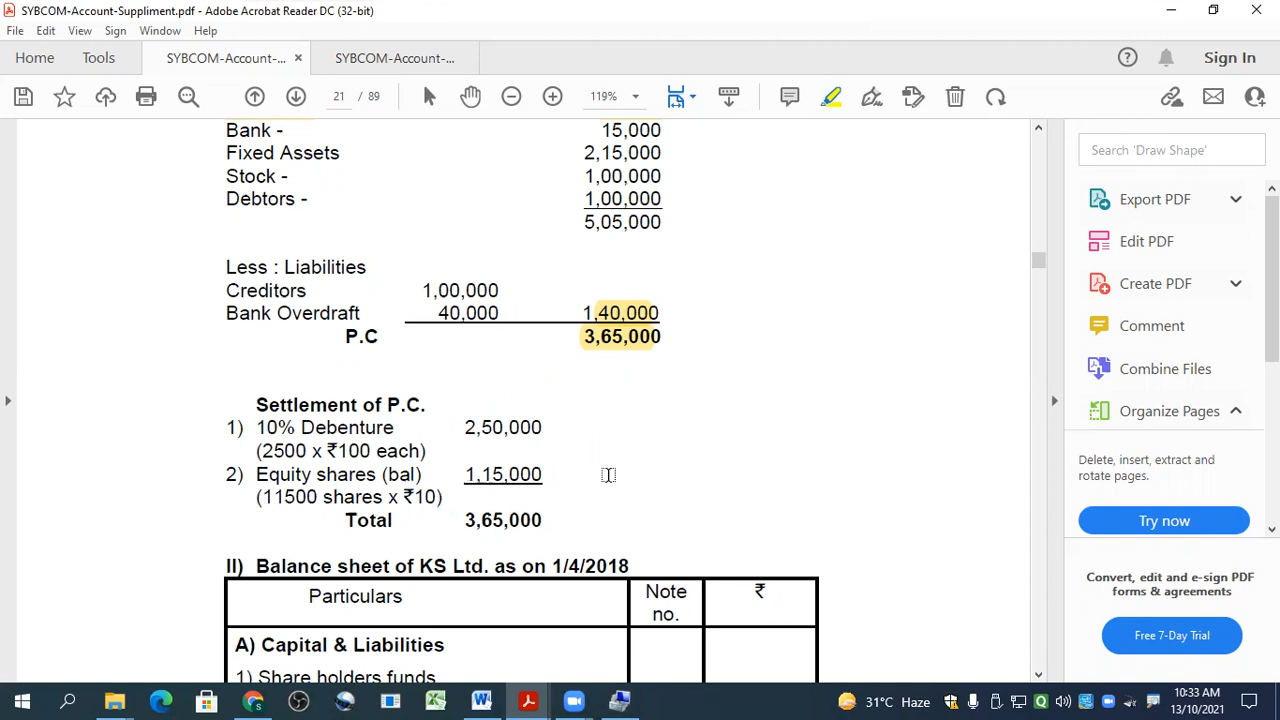 SYBCOM-Account-Suppliment.pdf - Adobe Acrobat Reader DC (32-bit)
File Edit View Sign Window Help
Home Tools SYBCOM-Account-... × SYBCOM-Account-... Sign In
21 / 89 119%
Bank - 15,000
Fixed Assets 2,15,000
Stock - 1,00,000
Debtors - 1,00,000
5,05,000
Less : Liabilities
Creditors 1,00,000
Bank Overdraft 40,000 1,40,000
P.C 3,65,000
Settlement of P.C.
1) 10% Debenture 2,50,000
(2500 x ₹100 each)
2) Equity shares (bal) 1,15,000
(11500 shares x ₹10)
Total 3,65,000
II) Balance sheet of KS Ltd. as on 1/4/2018
Particulars Note no. ₹
A) Capital & Liabilities
1) Share holders funds
Search 'Draw Shape'
Export PDF
Edit PDF
Create PDF
Comment
Combine Files
Organize Pages
Delete, insert, extract and
rotate pages.
Try now
Convert, edit and e-sign PDF
forms & agreements
Free 7-Day Trial
31°C Haze 10:33 AM
13/10/2021